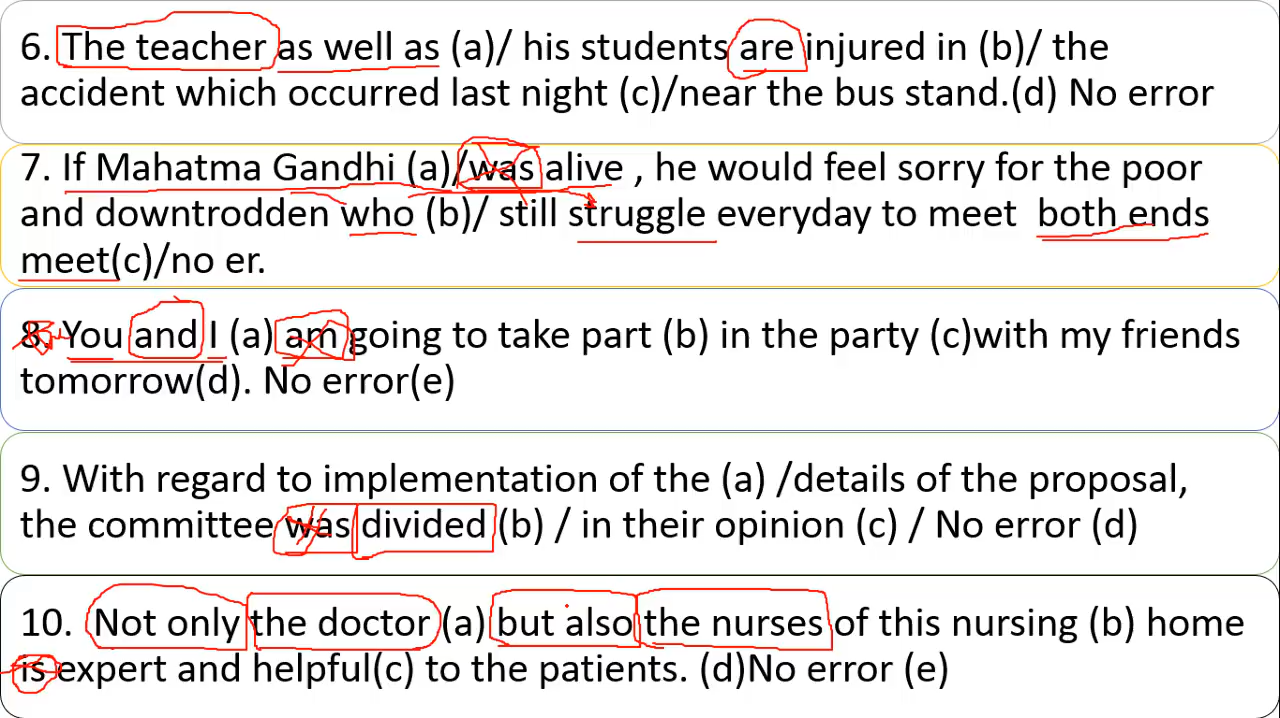 6. The teacher as well as (a)/ his students are injured in (b)/ the
accident which occurred last night (c)/near the bus stand.(d) No error
7. If Mahatma Gandhi (a)/was alive , he would feel sorry for the poor
and downtrodden who (b)/ still struggle everyday to meet both ends
meet(c)/no er.
8. You and I (a) am going to take part (b) in the party (c)with my friends
tomorrow(d). No error(e)
9. With regard to implementation of the (a) /details of the proposal,
the committee was divided (b) / in their opinion (c) / No error (d)
10. Not only the doctor (a) but also the nurses of this nursing (b) home
is expert and helpful(c) to the patients. (d)No error (e)